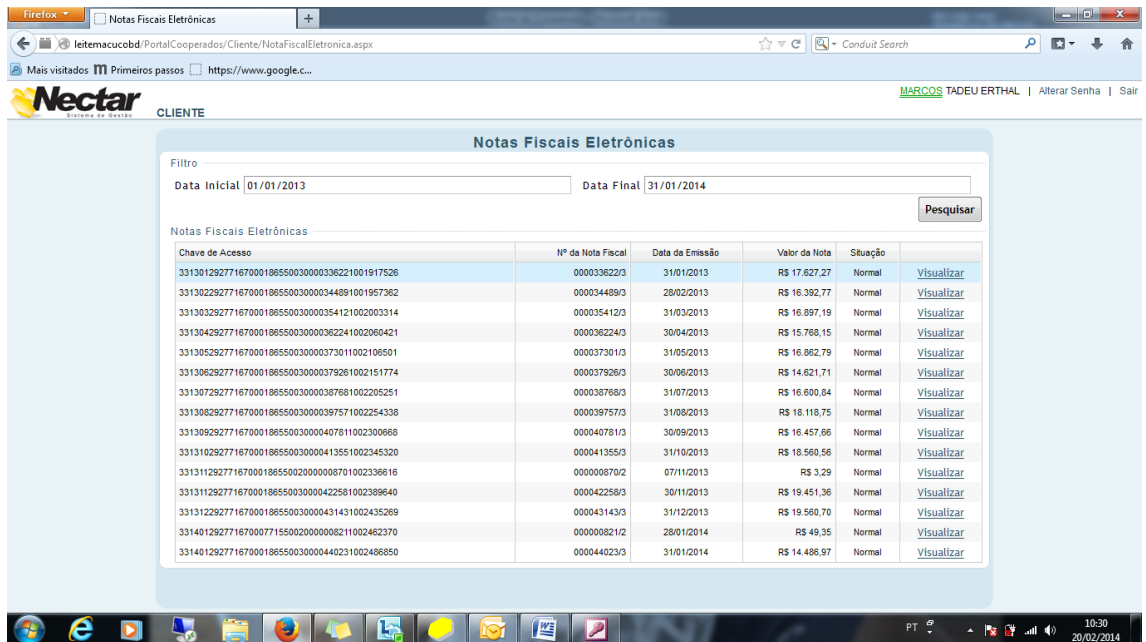 Firefox
Notas Fiscais Eletrônicas
+
leitemacucobd/PortalCooperados/Cliente/NotaFiscalEletronica.aspx
Conduit Search
Mais visitados Primeiros passos https://www.google.c...
Nectar
Sistema de Gestão
CLIENTE
MARCOS TADEU ERTHAL | Alterar Senha | Sair
Notas Fiscais Eletrônicas
Filtro
Data Inicial 01/01/2013 Data Final 31/01/2014
Pesquisar
Notas Fiscais Eletrônicas
Chave de Acesso Nº da Nota Fiscal Data da Emissão Valor da Nota Situação
33130129277167000186550030000336221001917526 000033622/3 31/01/2013 R$ 17.627,27 Normal Visualizar
33130229277167000186550030000344891001957362 000034489/3 28/02/2013 R$ 16.392,77 Normal Visualizar
33130329277167000186550030000354121002003314 000035412/3 31/03/2013 R$ 16.897,19 Normal Visualizar
33130429277167000186550030000362241002060421 000036224/3 30/04/2013 R$ 15.768,15 Normal Visualizar
33130529277167000186550030000373011002106501 000037301/3 31/05/2013 R$ 16.862,79 Normal Visualizar
33130629277167000186550030000379261002151774 000037926/3 30/06/2013 R$ 14.621,71 Normal Visualizar
33130729277167000186550030000387681002205251 000038768/3 31/07/2013 R$ 16.600,84 Normal Visualizar
33130829277167000186550030000397571002254338 000039757/3 31/08/2013 R$ 18.118,75 Normal Visualizar
33130929277167000186550030000407811002300668 000040781/3 30/09/2013 R$ 16.457,66 Normal Visualizar
33131029277167000186550030000413551002345320 000041355/3 31/10/2013 R$ 18.560,56 Normal Visualizar
33131129277167000186550020000008701002336616 000000870/2 07/11/2013 R$ 3,29 Normal Visualizar
33131129277167000186550030000422581002389640 000042258/3 30/11/2013 R$ 19.451,36 Normal Visualizar
33131229277167000186550030000431431002435269 000043143/3 31/12/2013 R$ 19.560,70 Normal Visualizar
33140129277167000771550020000008211002462370 000000821/2 28/01/2014 R$ 49,35 Normal Visualizar
33140129277167000186550030000440231002486850 000044023/3 31/01/2014 R$ 14.486,97 Normal Visualizar
PT
10:30
20/02/2014